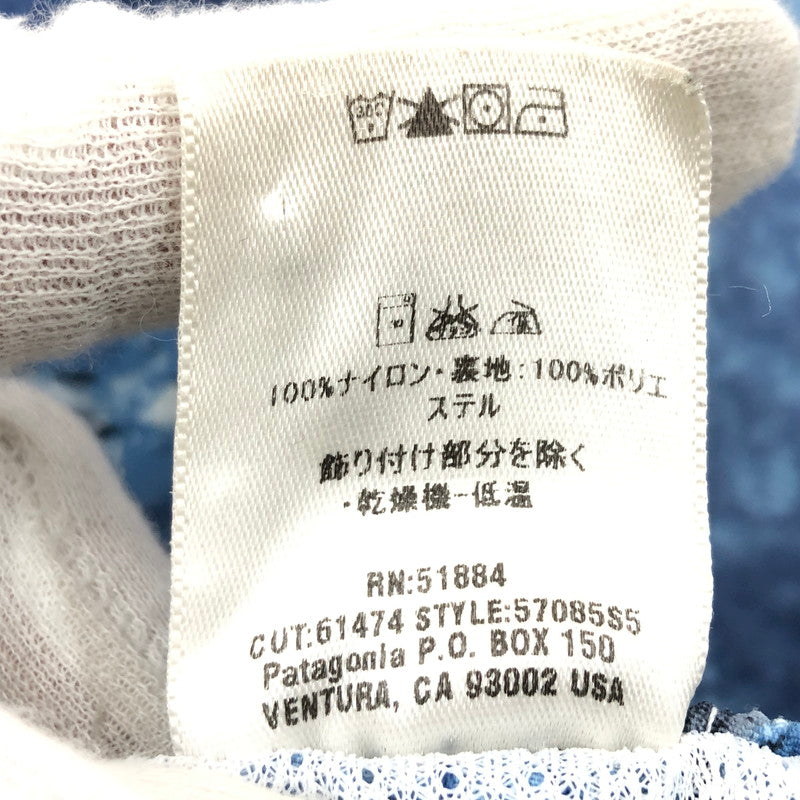 30C
100%ナイロン・裏地:100%ポリエ
ステル
飾り付け部分を除く
・乾燥機-低温
RN:51884
CUT:61474 STYLE:57085S5
Patagonia P.O. BOX 150
VENTURA, CA 93002 USA